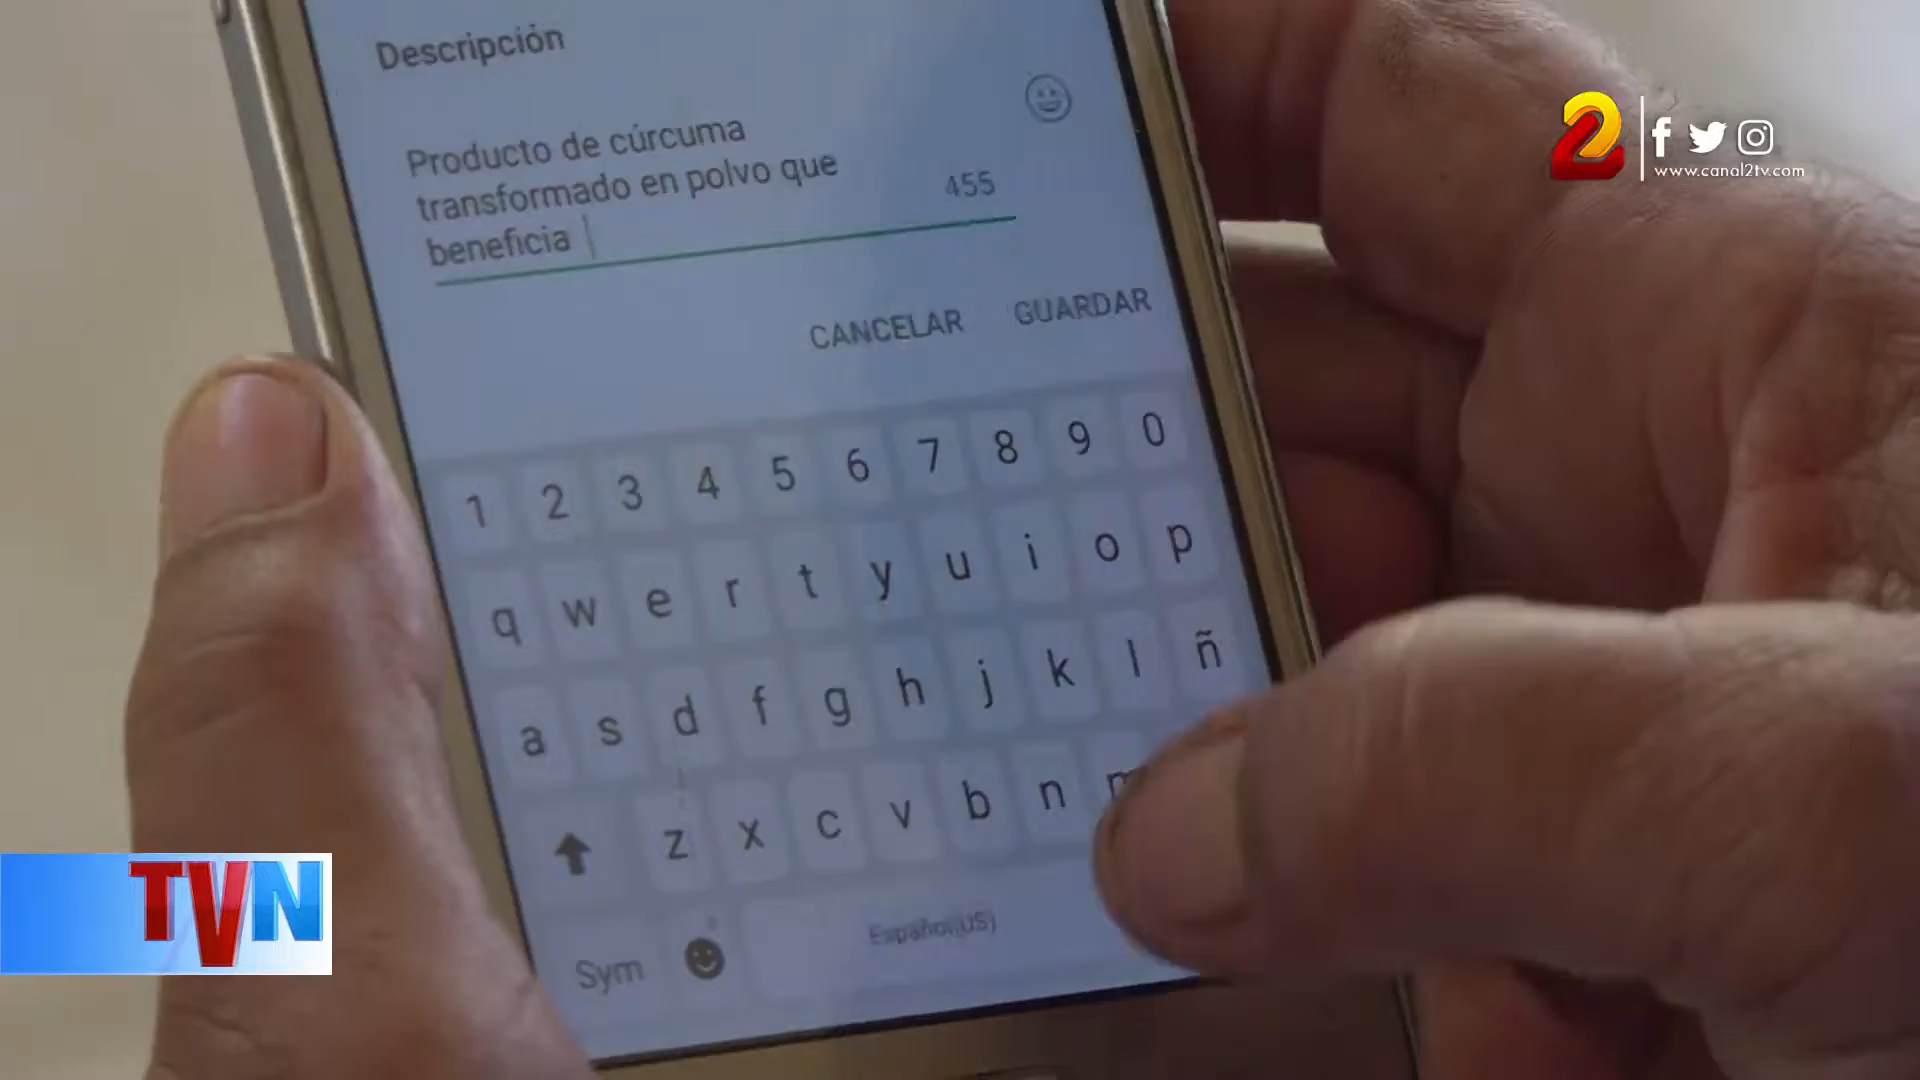 Descripción
Producto de cúrcuma
transformado en polvo que
beneficia
455
CANCELAR GUARDAR
1 2 3 4 5 6 7 8 9 0
q w e r t y u i o p
a s d f g h j k l ñ
z x c v b n m
Sym Español(US)
2
www.canal2tv.com
TVN